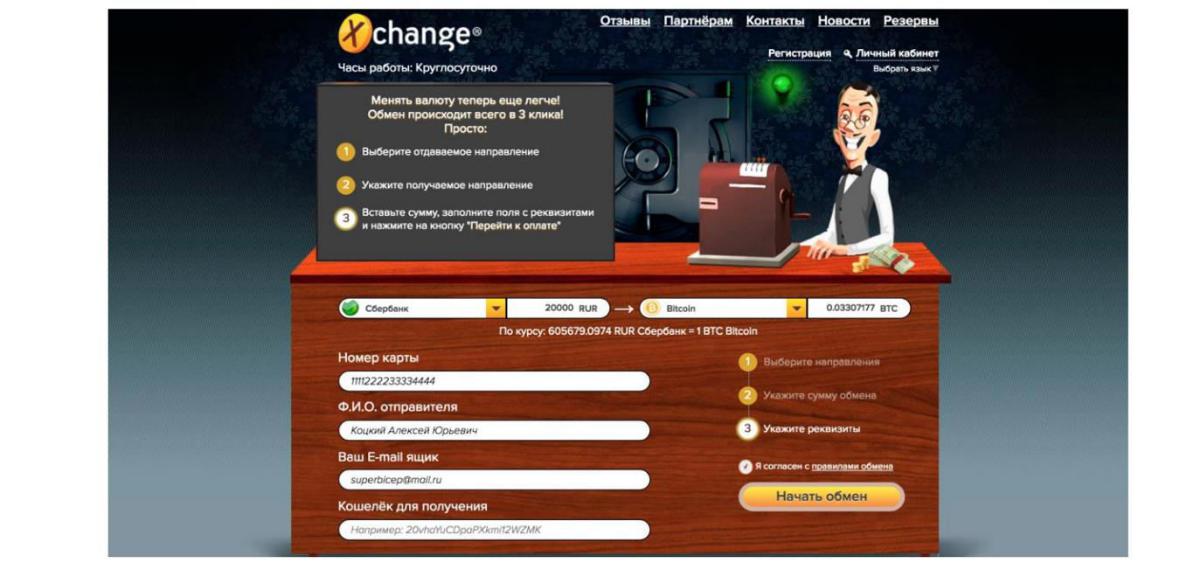 Xchange®
Отзывы Партнёрам Контакты Новости Резервы
Регистрация Личный кабинет
Часы работы: Круглосуточно
Выбрать язык
Менять валюту теперь еще легче!
Обмен происходит всего в 3 клика!
Просто:
1 Выберите отдаваемое направление
2 Укажите получаемое направление
3 Вставьте сумму, заполните поля с реквизитами
и нажмите на кнопку "Перейти к оплате"
Сбербанк 20000 RUR → Bitcoin 0.03307177 BTC
По курсу: 605679.0974 RUR Сбербанк = 1 BTC Bitcoin
Номер карты
1111222233334444
Ф.И.О. отправителя
Коцкий Алексей Юрьевич
Ваш E-mail ящик
superbicep@mail.ru
Кошелёк для получения
Например: 20vhaYuCDpaPXkmi12WZMK
1 Выберите направления
2 Укажите сумму обмена
3 Укажите реквизиты
Я согласен с правилами обмена
Начать обмен